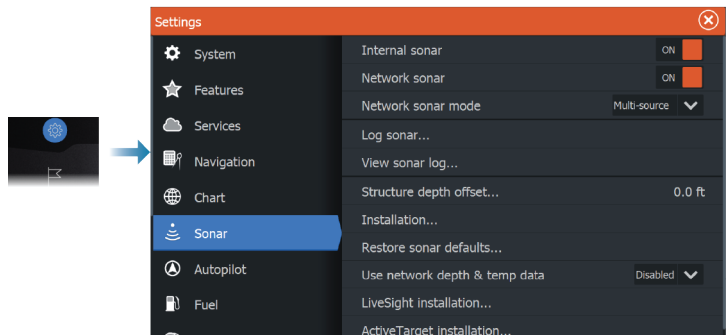 Settings
System
Features
Services
Navigation
Chart
Sonar
Autopilot
Fuel
Internal sonar ON
Network sonar ON
Network sonar mode Multi-source
Log sonar...
View sonar log...
Structure depth offset... 0.0 ft
Installation...
Restore sonar defaults...
Use network depth & temp data Disabled
LiveSight installation...
ActiveTarget installation...